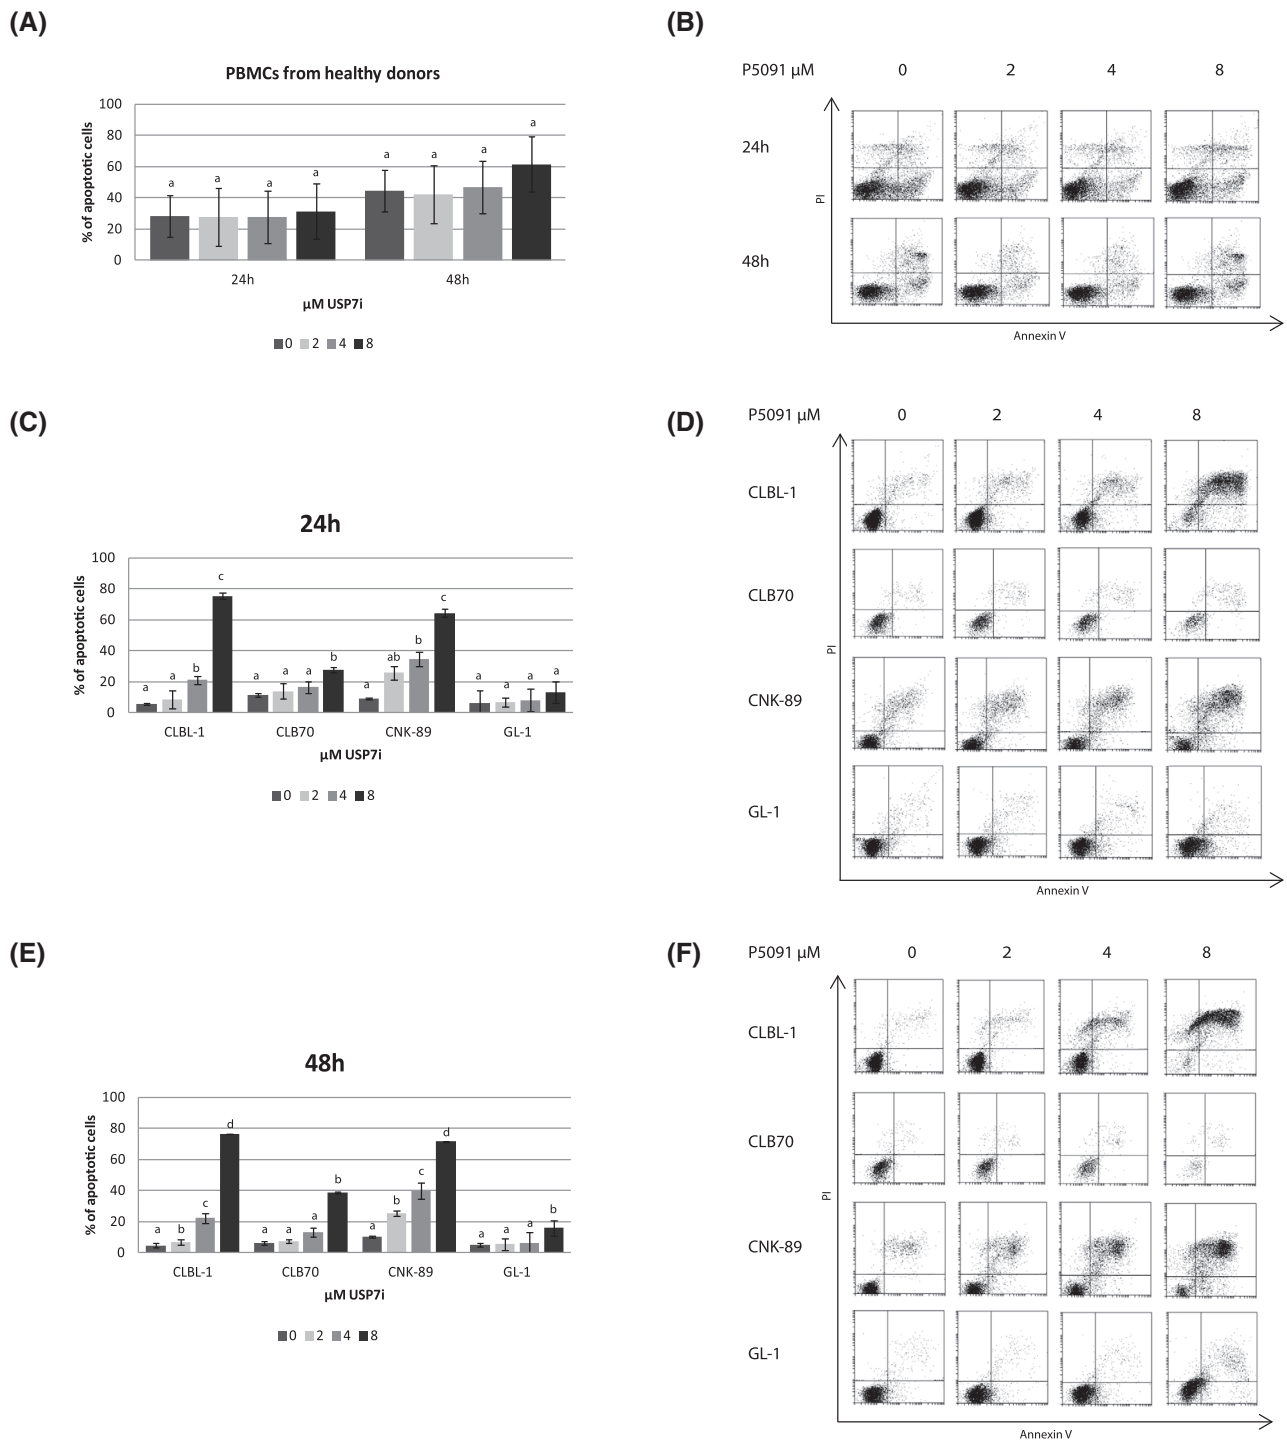 (A)
PBMCs from healthy donors
% of apoptotic cells
100
80
60
40
20
0
a a a a a a a a
24h 48h
µM USP7i
0 2 4 8
(B)
P5091 µM 0 2 4 8
24h
48h
PI
Annexin V
(C)
24h
% of apoptotic cells
100
80
60
40
20
0
a a b c a a a b a ab b c a a a a
CLBL-1 CLB70 CNK-89 GL-1
µM USP7i
0 2 4 8
(D)
P5091 µM 0 2 4 8
CLBL-1
CLB70
CNK-89
GL-1
PI
Annexin V
(E)
48h
% of apoptotic cells
100
80
60
40
20
0
a b c d a a a b a b c d a a a b
CLBL-1 CLB70 CNK-89 GL-1
µM USP7i
0 2 4 8
(F)
P5091 µM 0 2 4 8
CLBL-1
CLB70
CNK-89
GL-1
PI
Annexin V